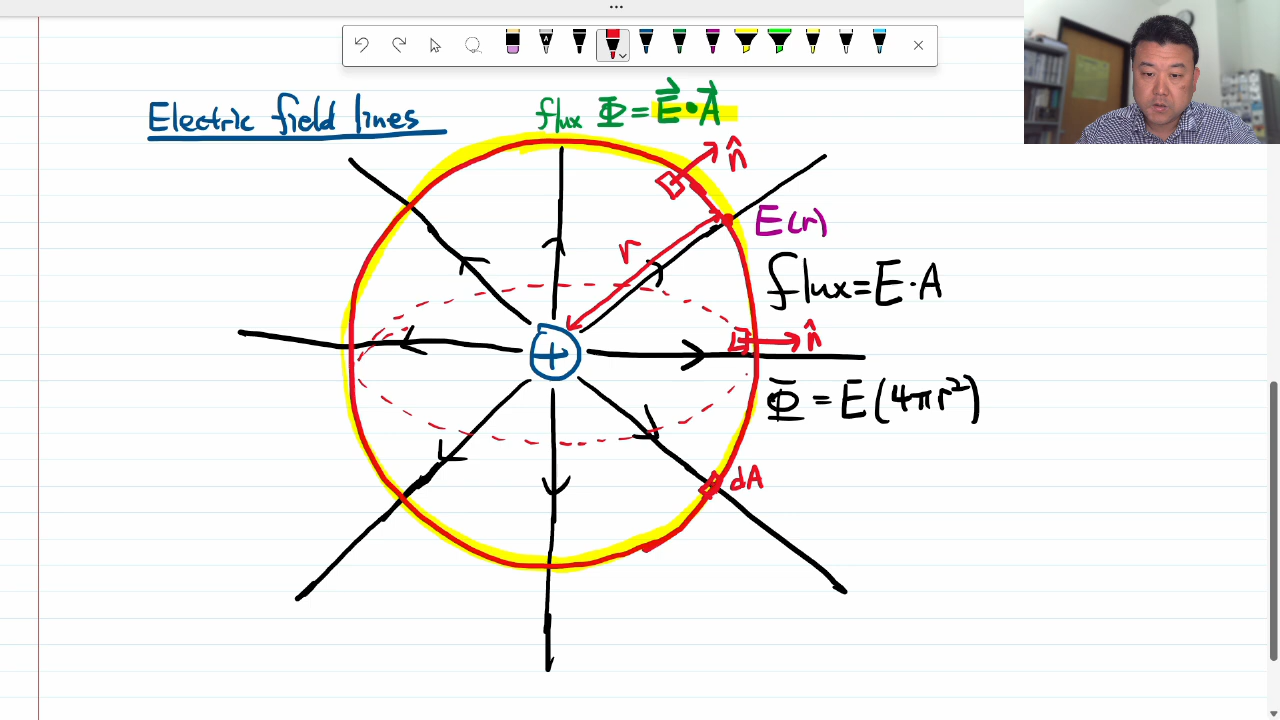 Electric field lines
flux Φ = E⃗ • A⃗
n̂
E(r)
r
flux = E · A
n̂
+
Φ = E(4πr²)
dA